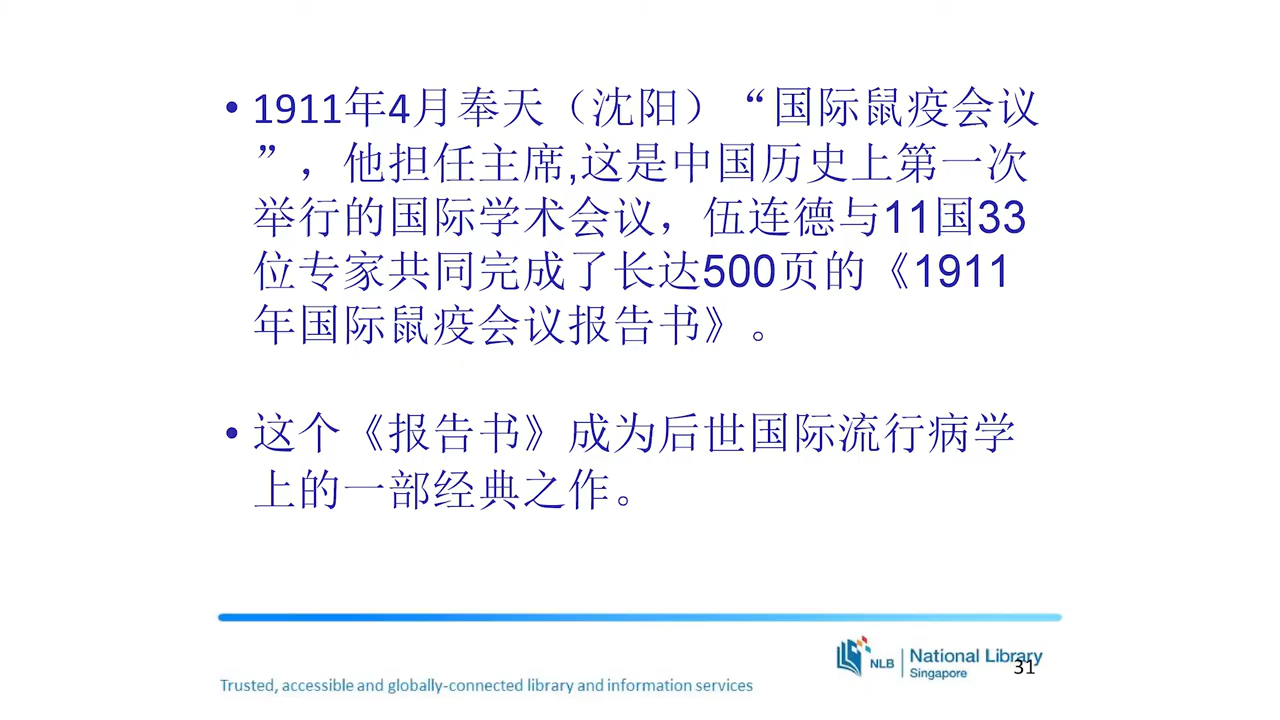 • 1911年4月奉天（沈阳）“国际鼠疫会议
”，他担任主席,这是中国历史上第一次
举行的国际学术会议，伍连德与11国33
位专家共同完成了长达500页的《1911
年国际鼠疫会议报告书》。
• 这个《报告书》成为后世国际流行病学
上的一部经典之作。
NLB National Library
Singapore
31
Trusted, accessible and globally-connected library and information services